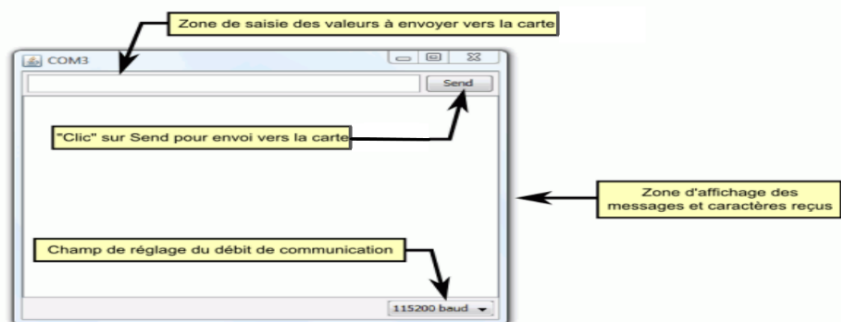 Zone de saisie des valeurs à envoyer vers la carte
COM3
Send
"Clic" sur Send pour envoi vers la carte
Zone d'affichage des
messages et caractères reçus
Champ de réglage du débit de communication
115200 baud